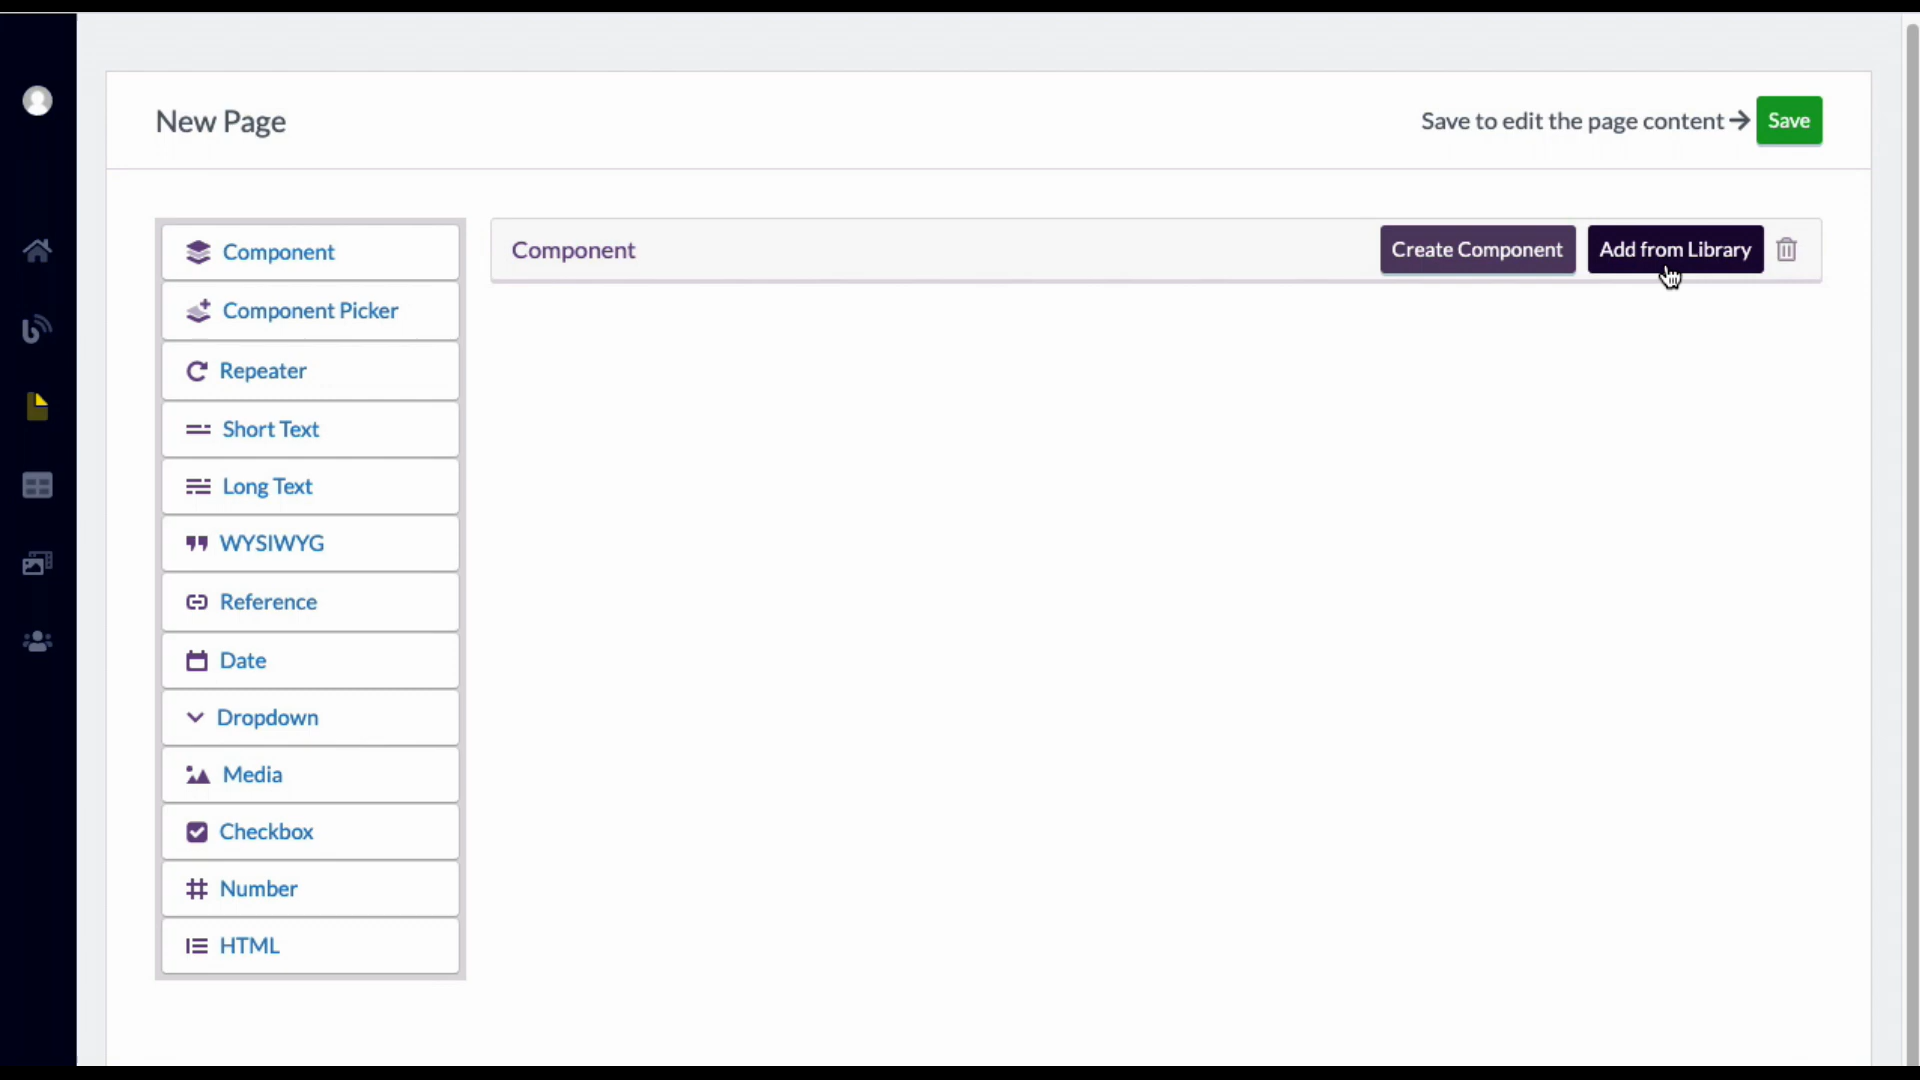 New Page
Save to edit the page content
Save
Component
Component Picker
Repeater
Short Text
Long Text
WYSIWYG
Reference
Date
Dropdown
Media
Checkbox
Number
HTML
Component
Create Component
Add from Library